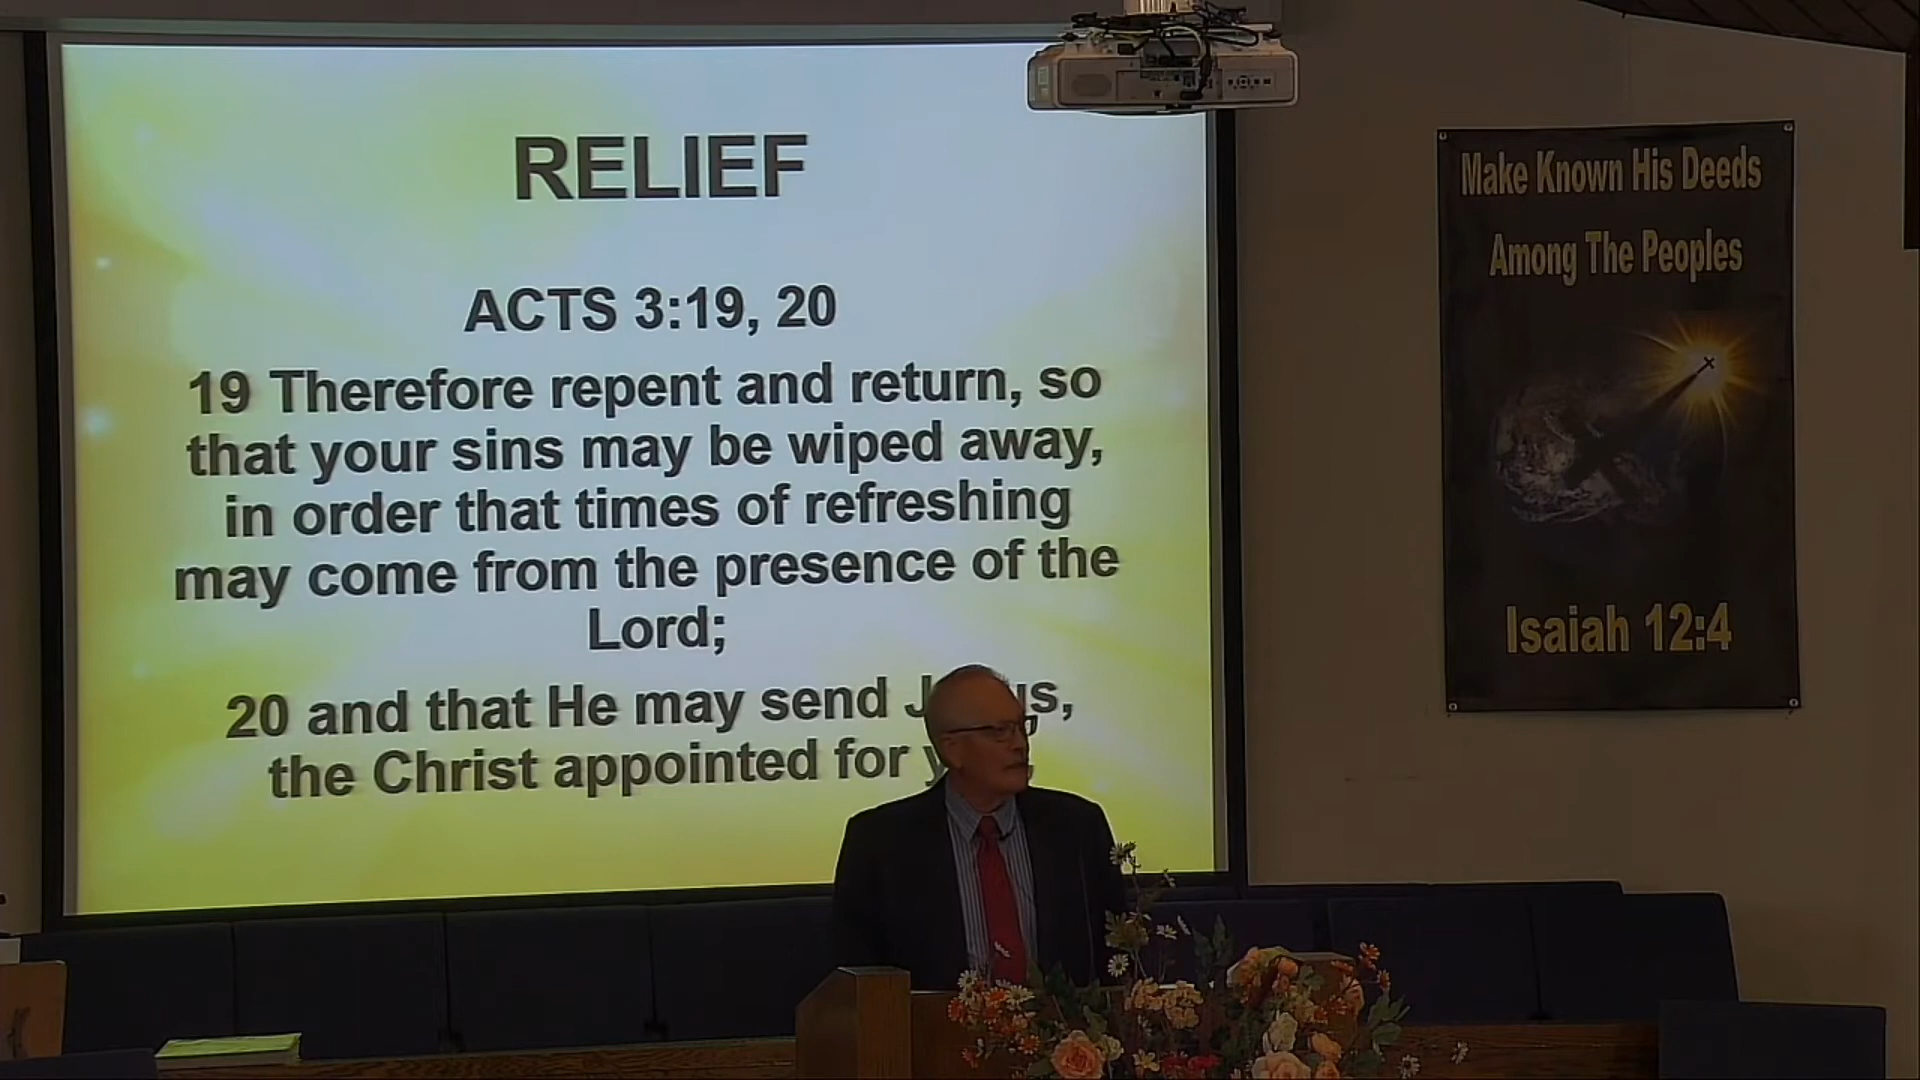 RELIEF
ACTS 3:19, 20
19 Therefore repent and return, so
that your sins may be wiped away,
in order that times of refreshing
may come from the presence of the
Lord;
20 and that He may send
the Christ appointed for
Make Known His Deeds
Among The Peoples
Isaiah 12:4